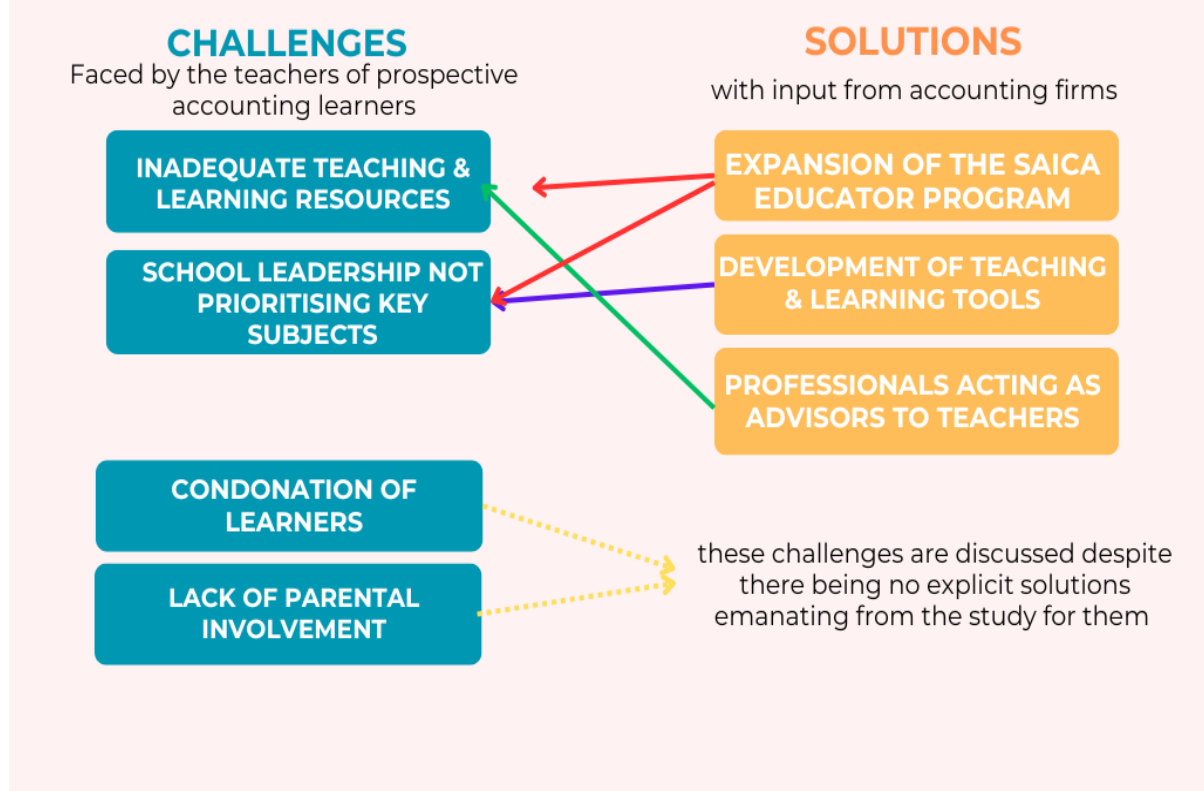 CHALLENGES
Faced by the teachers of prospective
accounting learners
INADEQUATE TEACHING &
LEARNING RESOURCES
SCHOOL LEADERSHIP NOT
PRIORITISING KEY
SUBJECTS
CONDONATION OF
LEARNERS
LACK OF PARENTAL
INVOLVEMENT
SOLUTIONS
with input from accounting firms
EXPANSION OF THE SAICA
EDUCATOR PROGRAM
DEVELOPMENT OF TEACHING
& LEARNING TOOLS
PROFESSIONALS ACTING AS
ADVISORS TO TEACHERS
these challenges are discussed despite
there being no explicit solutions
emanating from the study for them